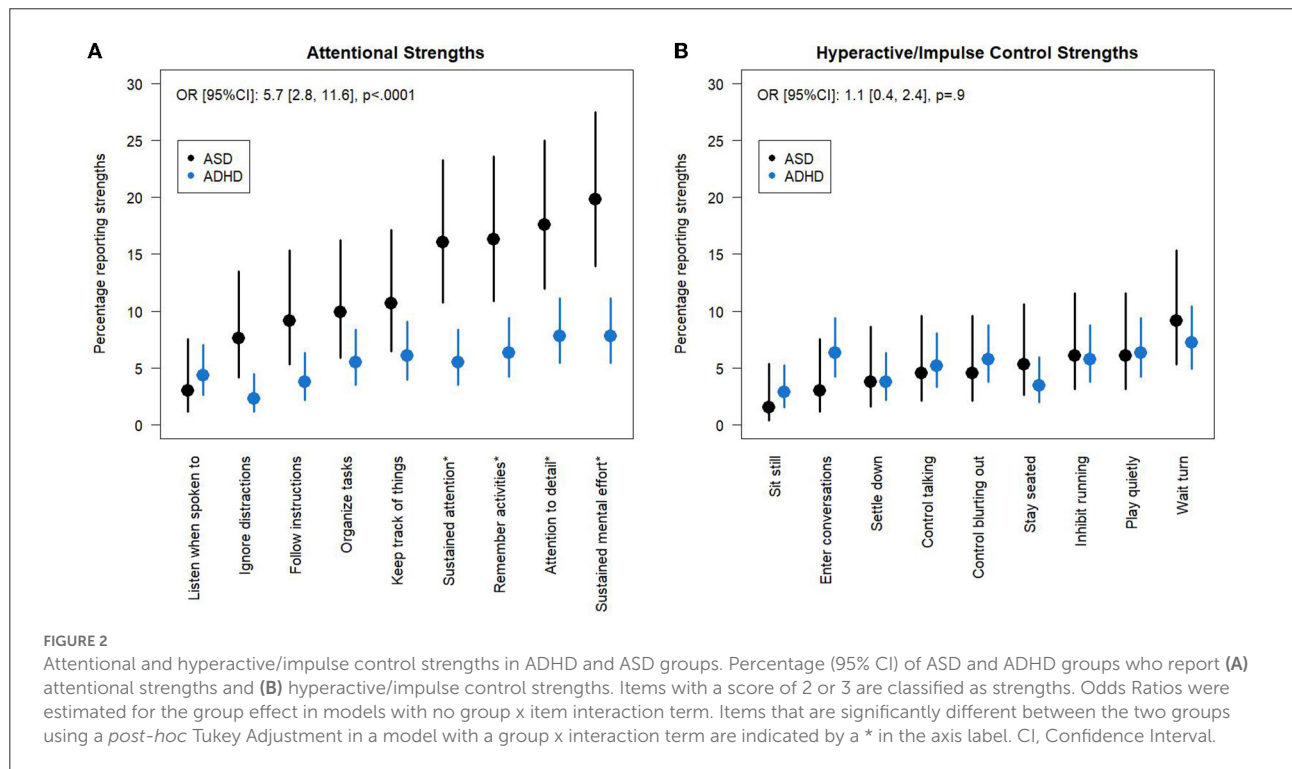 A
Attentional Strengths
OR [95%CI]: 5.7 [2.8, 11.6], p<.0001
ASD
ADHD
Percentage reporting strengths
30
25
20
15
10
5
0
Listen when spoken to
Ignore distractions
Follow instructions
Organize tasks
Keep track of things
Sustained attention*
Remember activities*
Attention to detail*
Sustained mental effort*
B
Hyperactive/Impulse Control Strengths
OR [95%CI]: 1.1 [0.4, 2.4], p=.9
ASD
ADHD
Percentage reporting strengths
30
25
20
15
10
5
0
Sit still
Enter conversations
Settle down
Control talking
Control blurting out
Stay seated
Inhibit running
Play quietly
Wait turn
FIGURE 2
Attentional and hyperactive/impulse control strengths in ADHD and ASD groups. Percentage (95% CI) of ASD and ADHD groups who report (A)
attentional strengths and (B) hyperactive/impulse control strengths. Items with a score of 2 or 3 are classified as strengths. Odds Ratios were
estimated for the group effect in models with no group x item interaction term. Items that are significantly different between the two groups
using a post-hoc Tukey Adjustment in a model with a group x interaction term are indicated by a * in the axis label. CI, Confidence Interval.